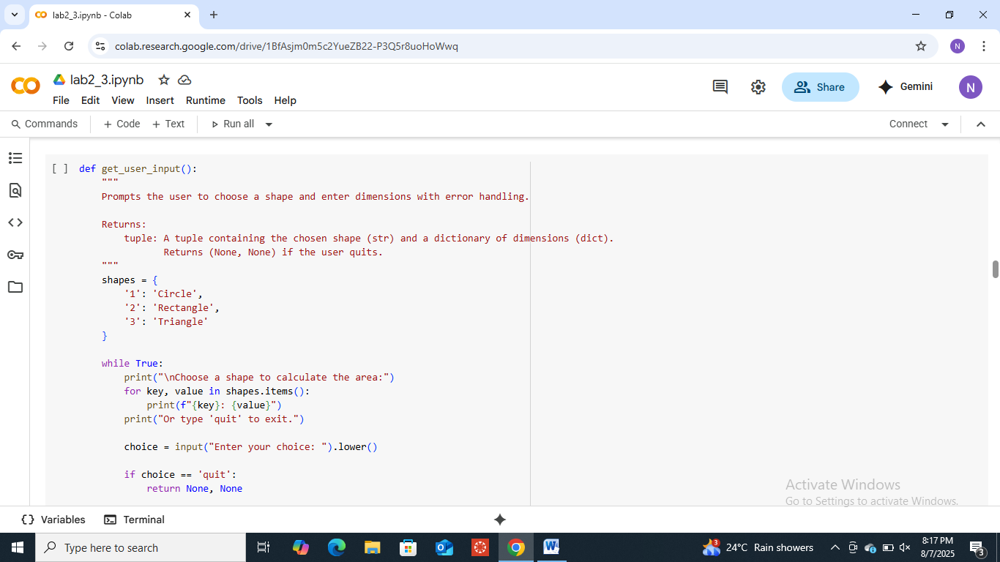 lab2_3.ipynb - Colab
colab.research.google.com/drive/1BfAsjm0m5c2YueZB22-P3Q5r8uoHoWwq
N
lab2_3.ipynb
File Edit View Insert Runtime Tools Help
Share
Gemini
N
Commands + Code + Text Run all
Connect
[ ] def get_user_input():
"""
Prompts the user to choose a shape and enter dimensions with error handling.
Returns:
tuple: A tuple containing the chosen shape (str) and a dictionary of dimensions (dict).
Returns (None, None) if the user quits.
"""
shapes = {
'1': 'Circle',
'2': 'Rectangle',
'3': 'Triangle'
}
while True:
print("\nChoose a shape to calculate the area:")
for key, value in shapes.items():
print(f"{key}: {value}")
print("Or type 'quit' to exit.")
choice = input("Enter your choice: ").lower()
if choice == 'quit':
return None, None
Activate Windows
Go to Settings to activate Windows.
Variables Terminal
Type here to search
3
24°C Rain showers
8:17 PM
8/7/2025
3